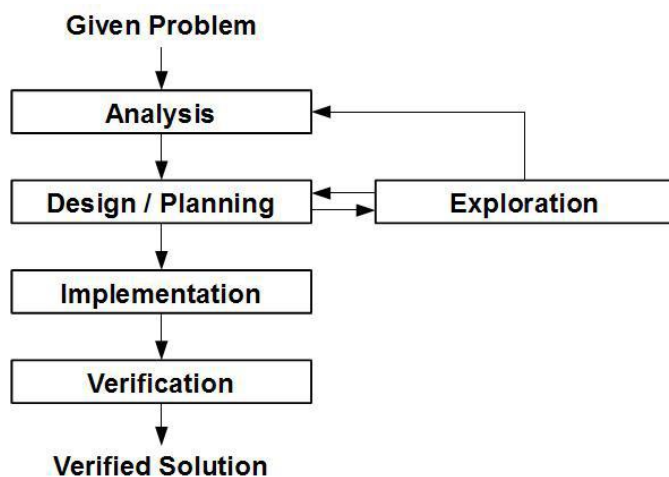 Given Problem
Analysis
Design / Planning
Exploration
Implementation
Verification
Verified Solution